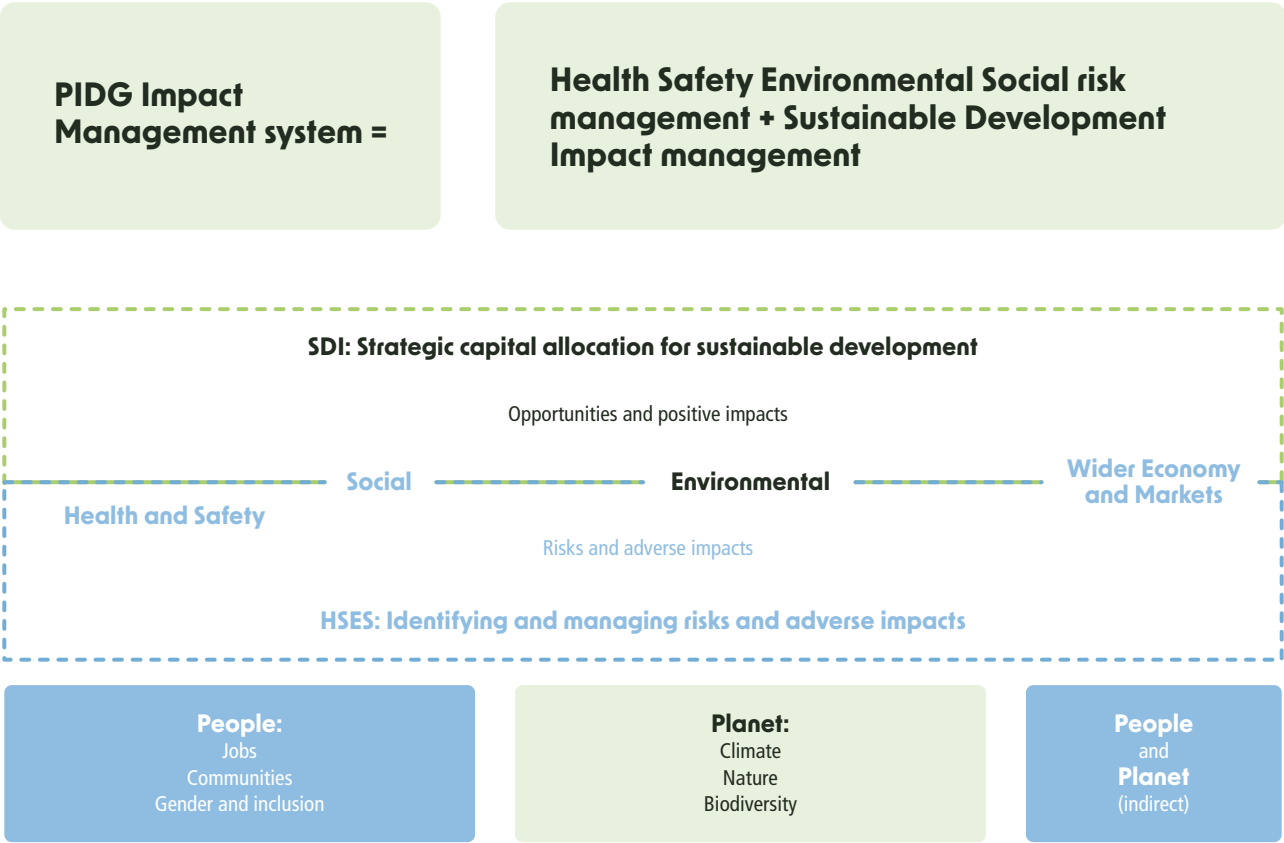 PIDG Impact
Management system =
Health Safety Environmental Social risk
management + Sustainable Development
Impact management
SDI: Strategic capital allocation for sustainable development
Opportunities and positive impacts
Social
Environmental
Wider Economy
and Markets
Health and Safety
Risks and adverse impacts
HSES: Identifying and managing risks and adverse impacts
People:
Jobs
Communities
Gender and inclusion
Planet:
Climate
Nature
Biodiversity
People
and
Planet
(indirect)